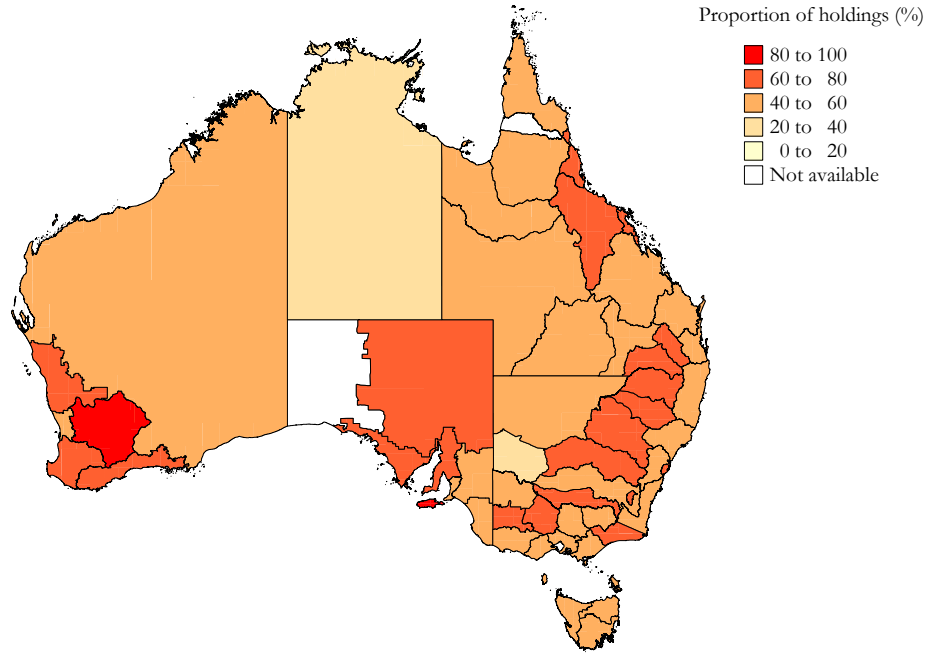 Proportion of holdings (%)
80 to 100
60 to 80
40 to 60
20 to 40
0 to 20
Not available